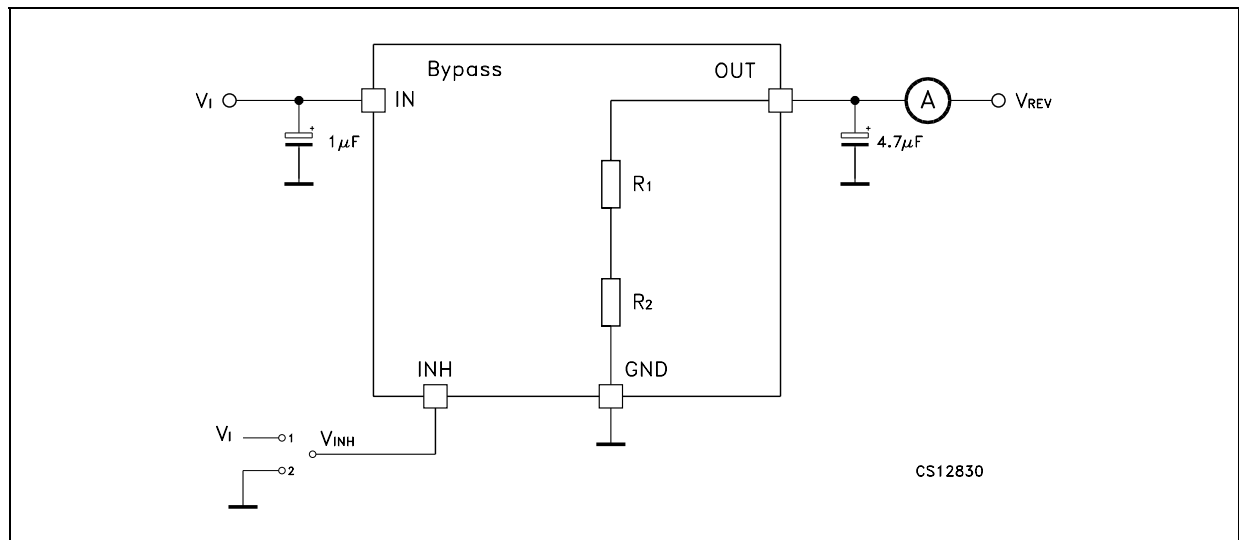 Bypass
OUT
VI
IN
A
VREV
1μF
4.7μF
R1
R2
INH
GND
VI
1
VINH
2
CS12830